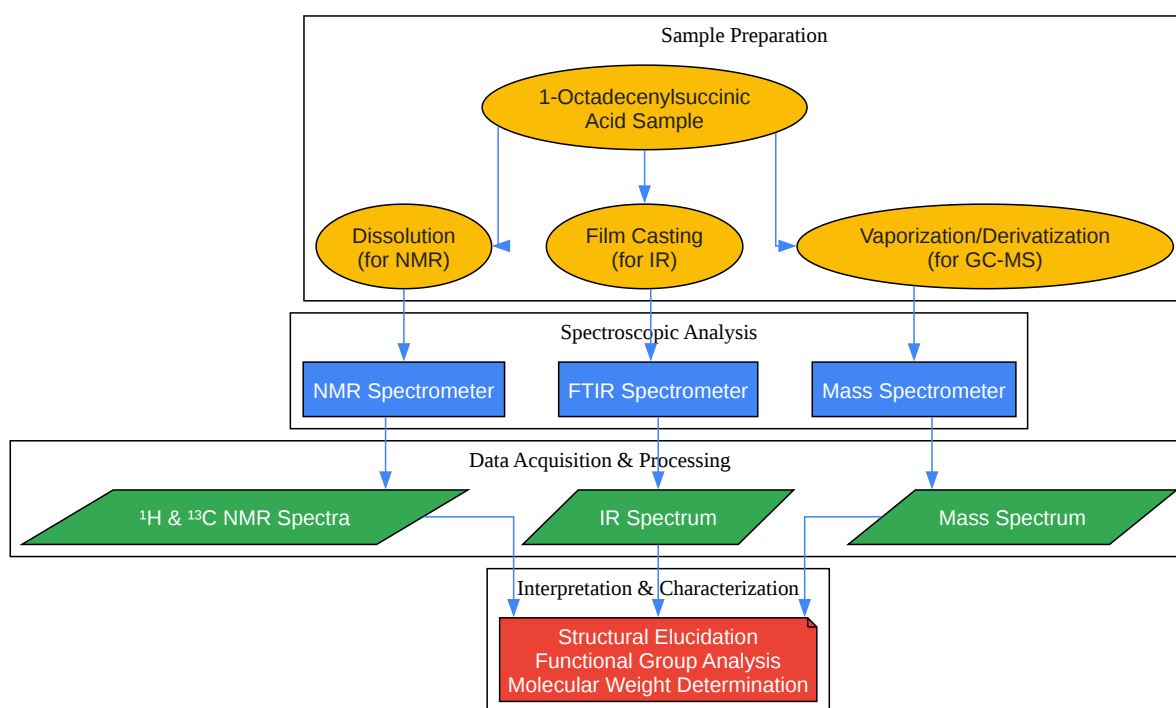 Sample Preparation
1-Octadecenylsuccinic
Acid Sample
Dissolution
(for NMR)
Film Casting
(for IR)
Vaporization/Derivatization
(for GC-MS)
Spectroscopic Analysis
NMR Spectrometer
FTIR Spectrometer
Mass Spectrometer
Data Acquisition & Processing
¹H & ¹³C NMR Spectra
IR Spectrum
Mass Spectrum
Interpretation & Characterization
Structural Elucidation
Functional Group Analysis
Molecular Weight Determination